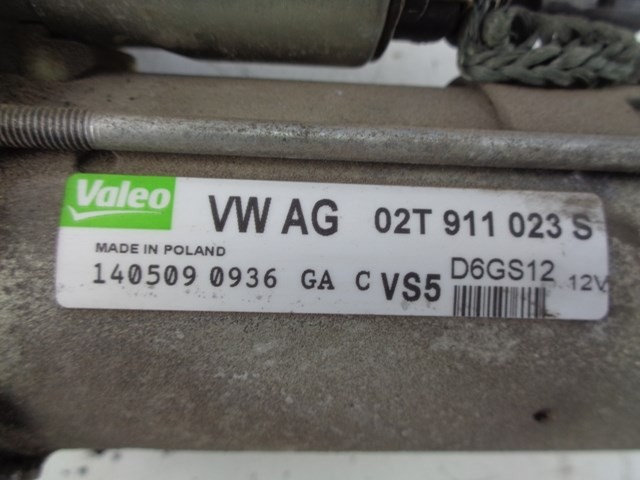 Valeo VW AG 02T 911 023 S
MADE IN POLAND
140509 0936 GA C VS5 D6GS12 12V